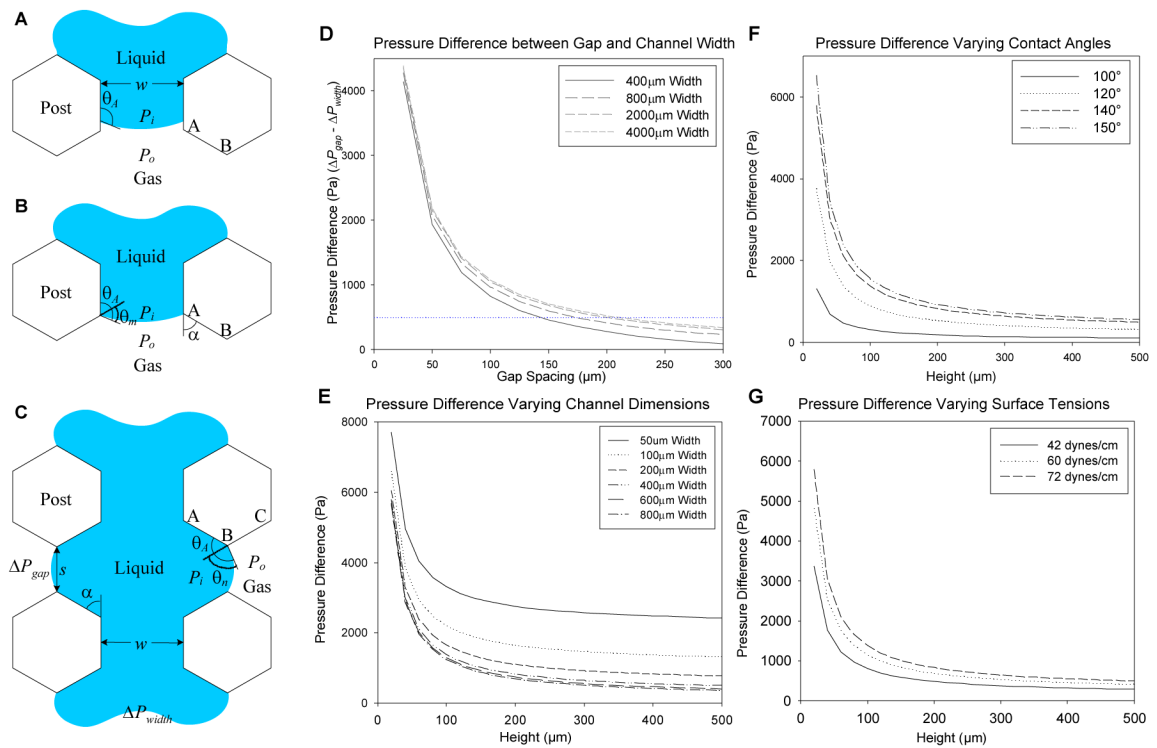 A
Liquid
w
Post
θA
Pi
A
B
Po
Gas
B
Liquid
Post
θA
θm
Pi
A
Po
B
Gas
α
C
Post
A
C
B
θA
ΔPgap
s
Liquid
Po
Pi
θn
Gas
α
w
ΔPwidth
D
Pressure Difference between Gap and Channel Width
400μm Width
800μm Width
2000μm Width
4000μm Width
Pressure Difference (Pa) (ΔPgap - ΔPwidth)
4000
3000
2000
1000
0
0 50 100 150 200 250 300
Gap Spacing (μm)
E
Pressure Difference Varying Channel Dimensions
50um Width
100μm Width
200μm Width
400μm Width
600μm Width
800μm Width
Pressure Difference (Pa)
8000
6000
4000
2000
0
0 100 200 300 400 500
Height (μm)
F
Pressure Difference Varying Contact Angles
100°
120°
140°
150°
Pressure Difference (Pa)
6000
4000
2000
0
0 100 200 300 400 500
Height (μm)
G
Pressure Difference Varying Surface Tensions
42 dynes/cm
60 dynes/cm
72 dynes/cm
Pressure Difference (Pa)
7000
6000
5000
4000
3000
2000
1000
0
0 100 200 300 400 500
Height (μm)